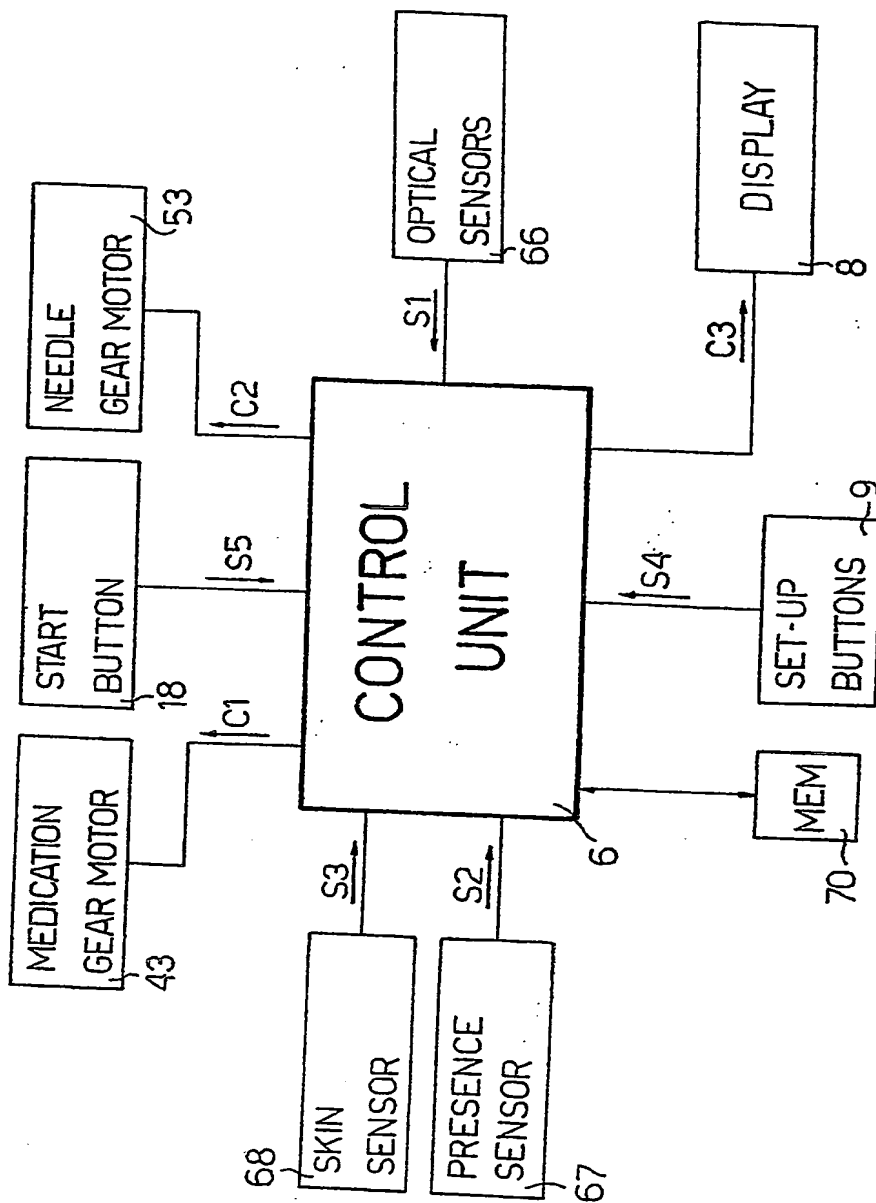 MEDICATION
GEAR MOTOR
43
START
BUTTON
18
NEEDLE
GEAR MOTOR
53
C1
S5
C2
68
SKIN
SENSOR
S3
PRESENCE
SENSOR
67
S2
CONTROL
UNIT
6
S1
OPTICAL
SENSORS
66
MEM
70
S4
SET-UP
BUTTONS
9
C3
DISPLAY
8